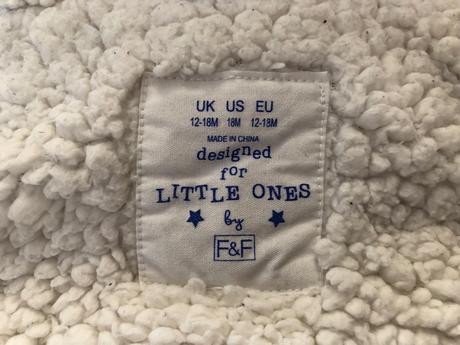 UK US EU
12-18M 18M 12-18M
MADE IN CHINA
designed
for
LITTLE ONES
by
F&F